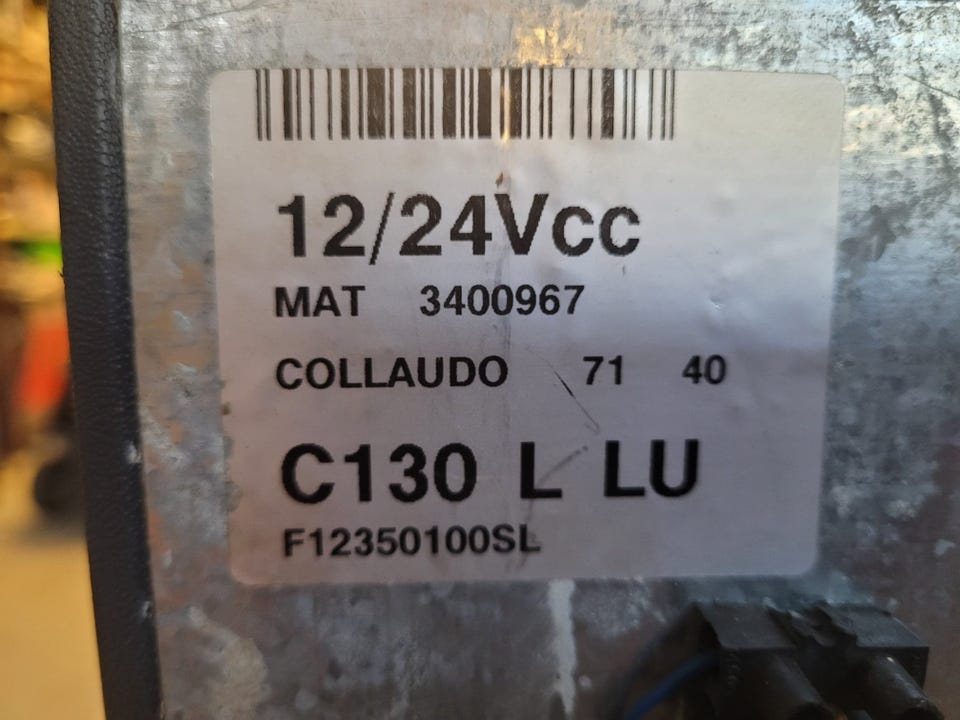 12/24Vcc
MAT 3400967
COLLAUDO 71 40
C130 L LU
F12350100SL